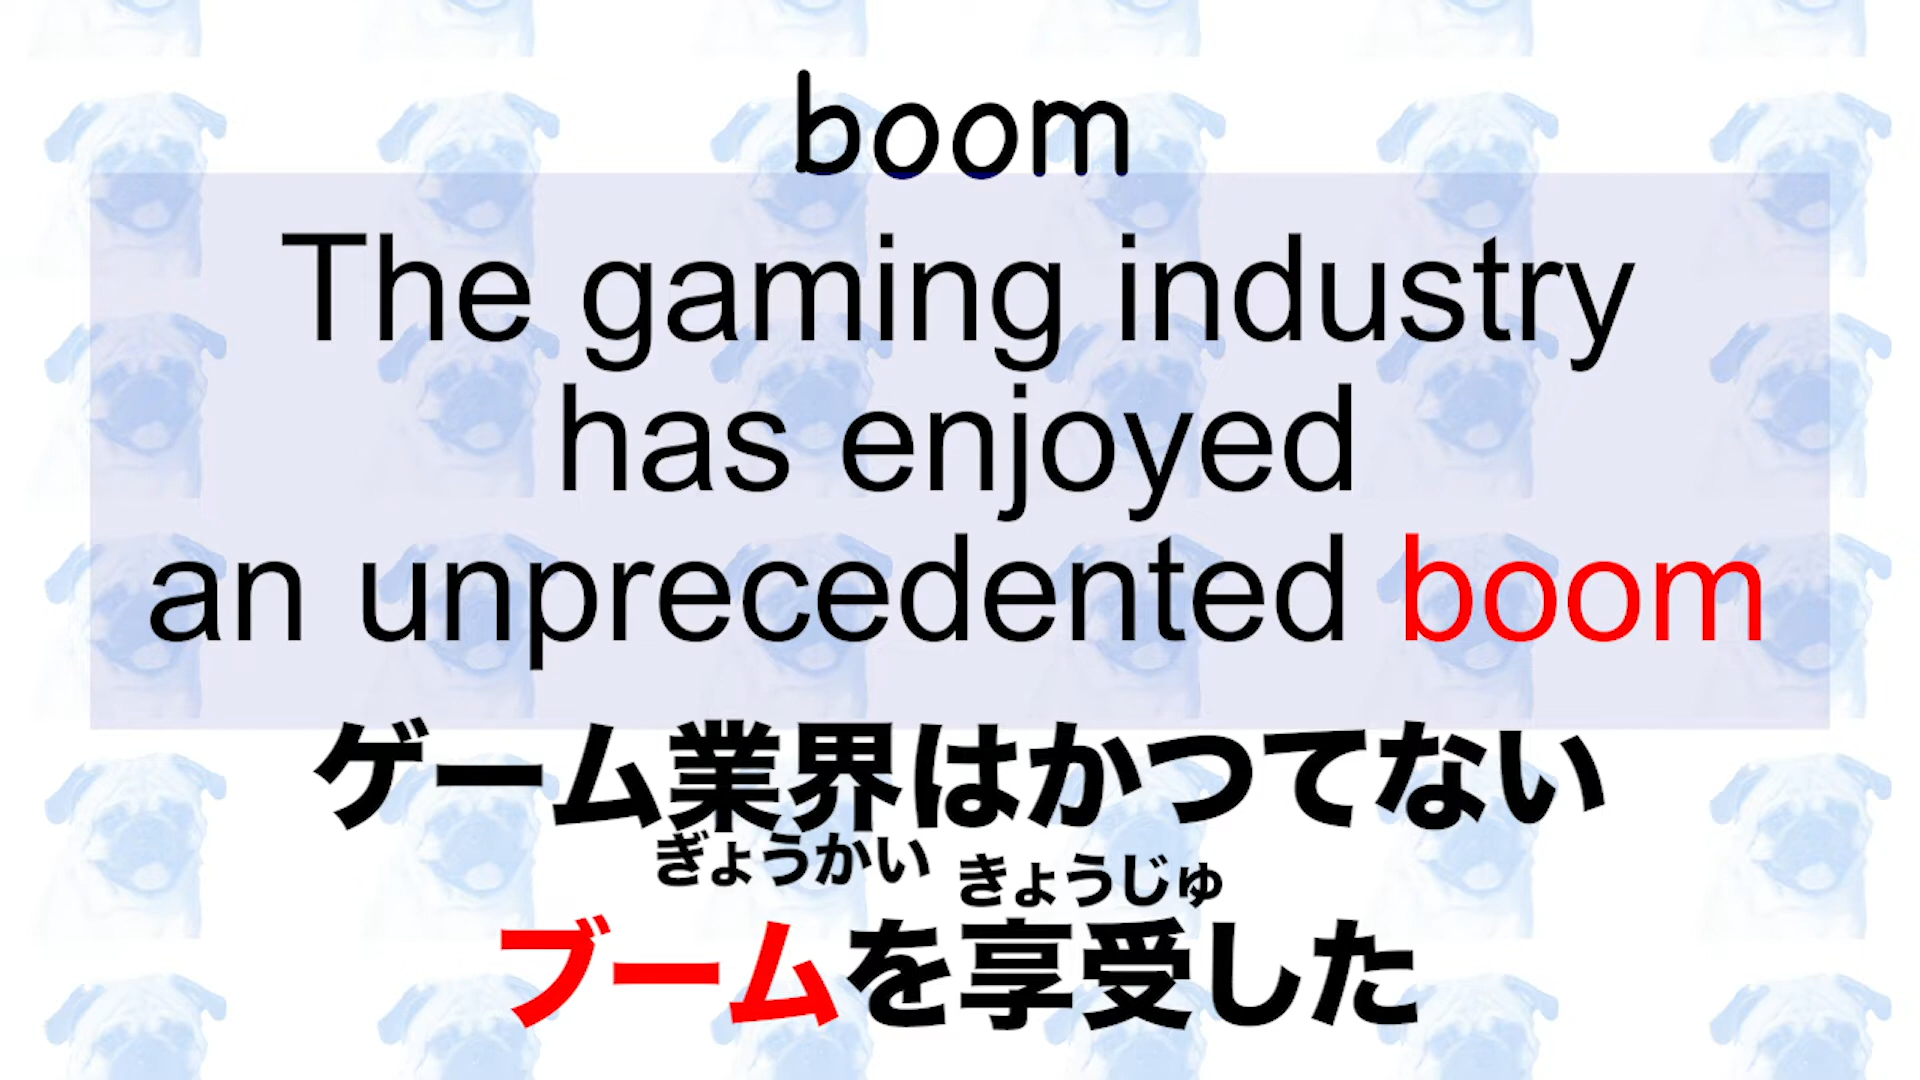 boom
The gaming industry
has enjoyed
an unprecedented boom
ゲーム業界はかつてない
ぎょうかい
きょうじゅ
ブームを享受した